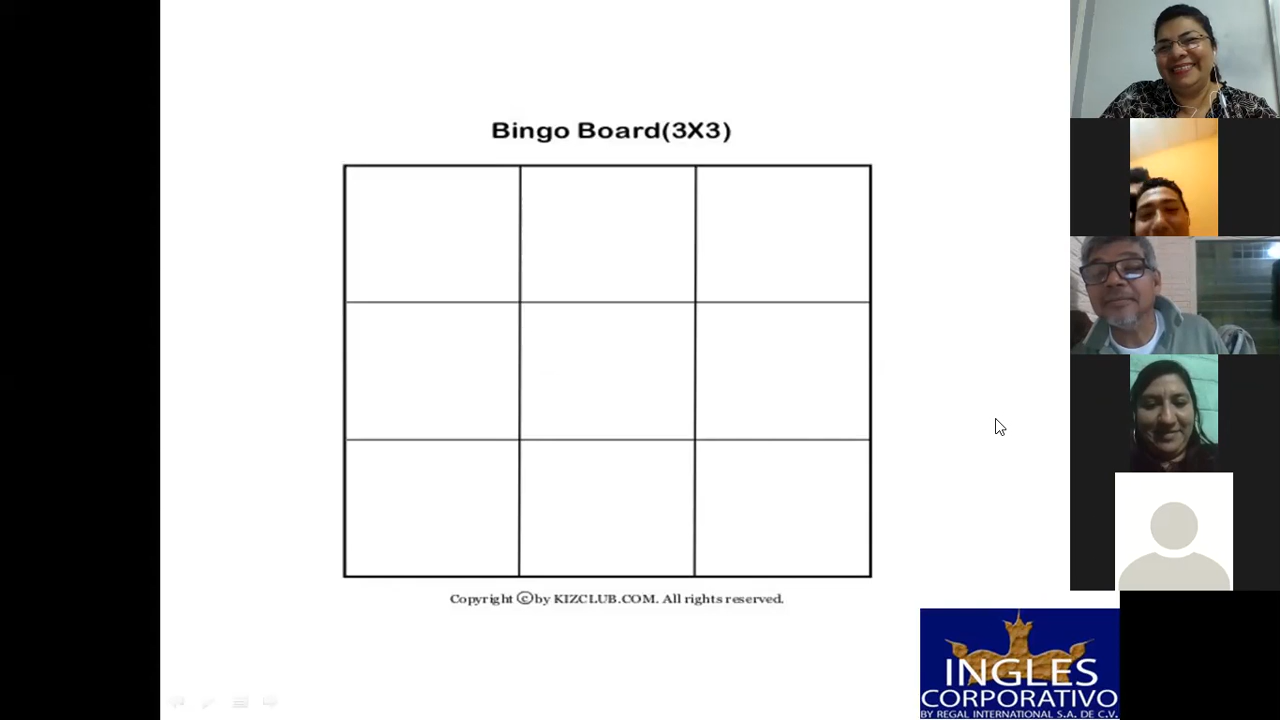 Bingo Board(3X3)
Copyright ©by KIZCLUB.COM. All rights reserved.
INGLES
CORPORATIVO
BY REGAL INTERNATIONAL S.A. DE C.V.